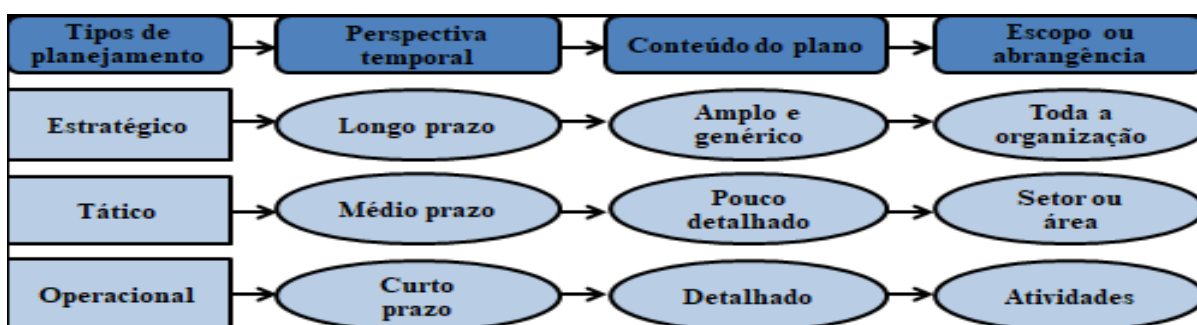 Tipos de
planejamento
Perspectiva
temporal
Conteúdo do plano
Escopo ou
abrangência
Estratégico
Longo prazo
Amplo e
genérico
Toda a
organização
Tático
Médio prazo
Pouco
detalhado
Setor ou
área
Operacional
Curto
prazo
Detalhado
Atividades